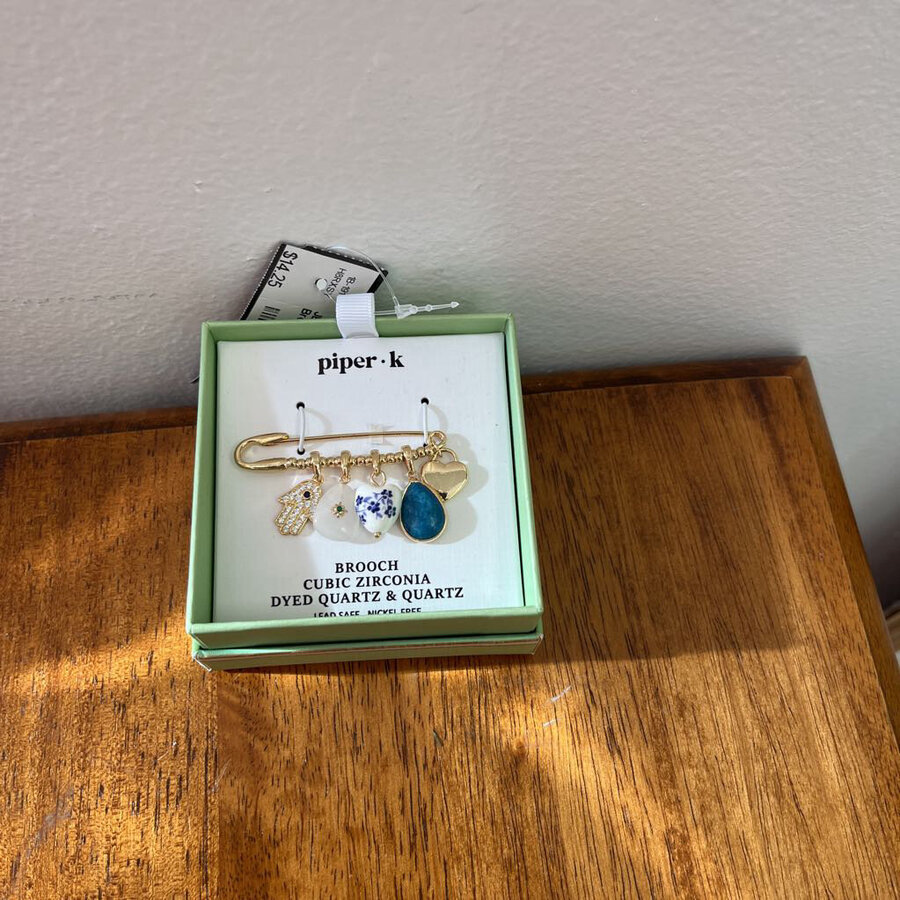 $14.25
piper · k
BROOCH
CUBIC ZIRCONIA
DYED QUARTZ & QUARTZ
LEAD SAFE NICKEL FREE